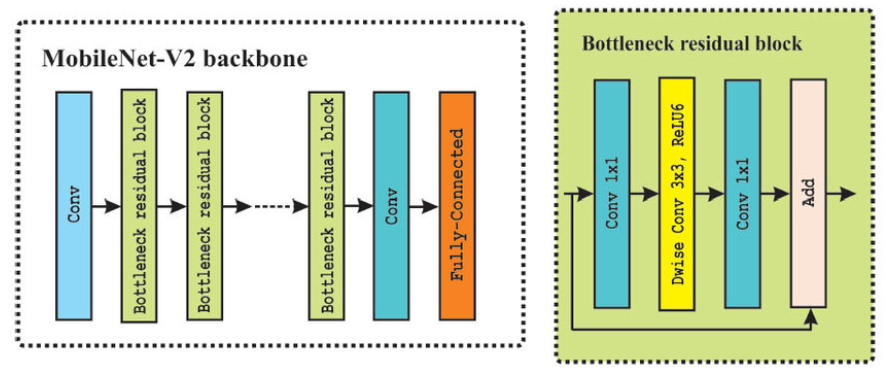 MobileNet-V2 backbone
Conv
Bottleneck residual block
Bottleneck residual block
Bottleneck residual block
Conv
Fully-Connected
Bottleneck residual block
Conv 1x1
Dwise Conv 3x3, ReLU6
Conv 1x1
Add